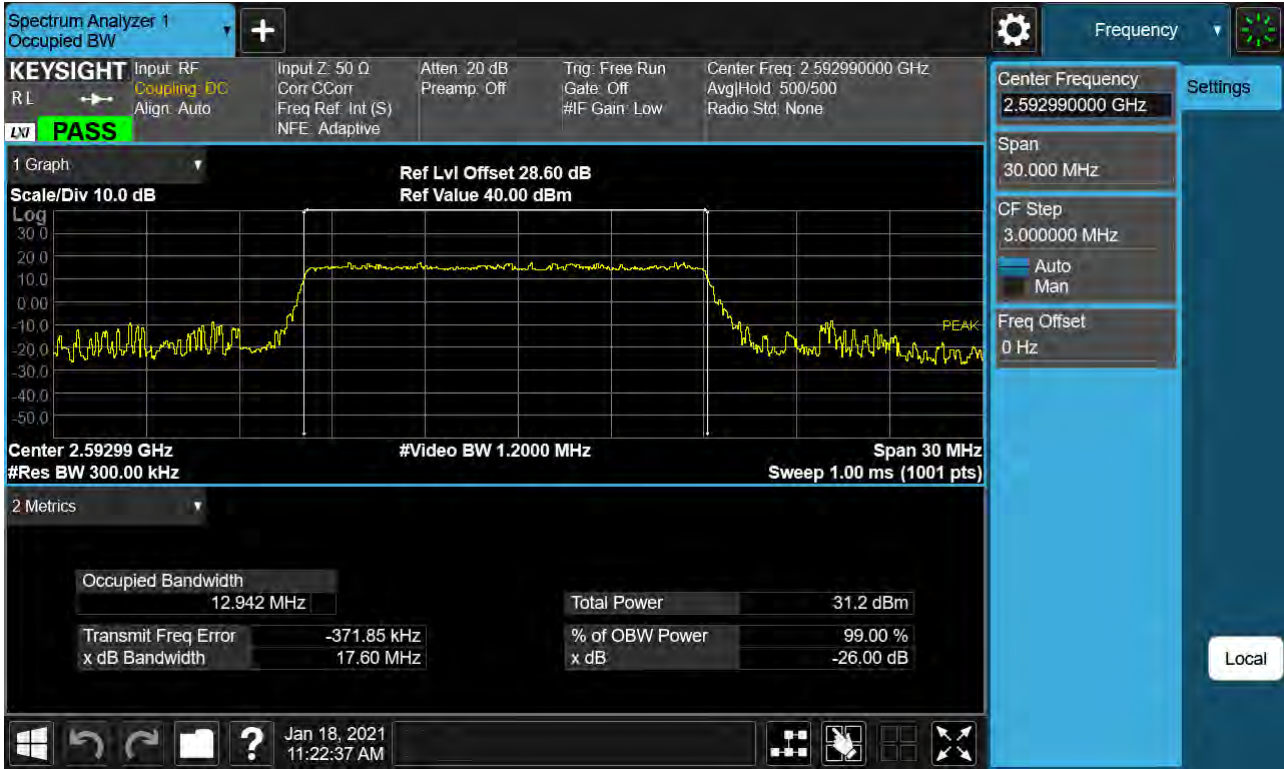 Spectrum Analyzer 1
Occupied BW
+
Frequency
KEYSIGHT
RL
LXI PASS
Input: RF
Coupling: DC
Align: Auto
Input Z: 50 Ω
Corr CCorr
Freq Ref: Int (S)
NFE: Adaptive
Atten: 20 dB
Preamp: Off
Trig: Free Run
Gate: Off
#IF Gain: Low
Center Freq: 2.592990000 GHz
Avg|Hold: 500/500
Radio Std: None
Center Frequency
2.592990000 GHz
Settings
Span
30.000 MHz
CF Step
3.000000 MHz
Auto
Man
Freq Offset
0 Hz
Local
1 Graph
Scale/Div 10.0 dB
Ref Lvl Offset 28.60 dB
Ref Value 40.00 dBm
Log
30.0
20.0
10.0
0.00
-10.0
-20.0
-30.0
-40.0
-50.0
PEAK
Center 2.59299 GHz
#Video BW 1.2000 MHz
Span 30 MHz
#Res BW 300.00 kHz
Sweep 1.00 ms (1001 pts)
2 Metrics
Occupied Bandwidth
12.942 MHz
Total Power 31.2 dBm
Transmit Freq Error -371.85 kHz
% of OBW Power 99.00 %
x dB Bandwidth 17.60 MHz
x dB -26.00 dB
?
Jan 18, 2021
11:22:37 AM